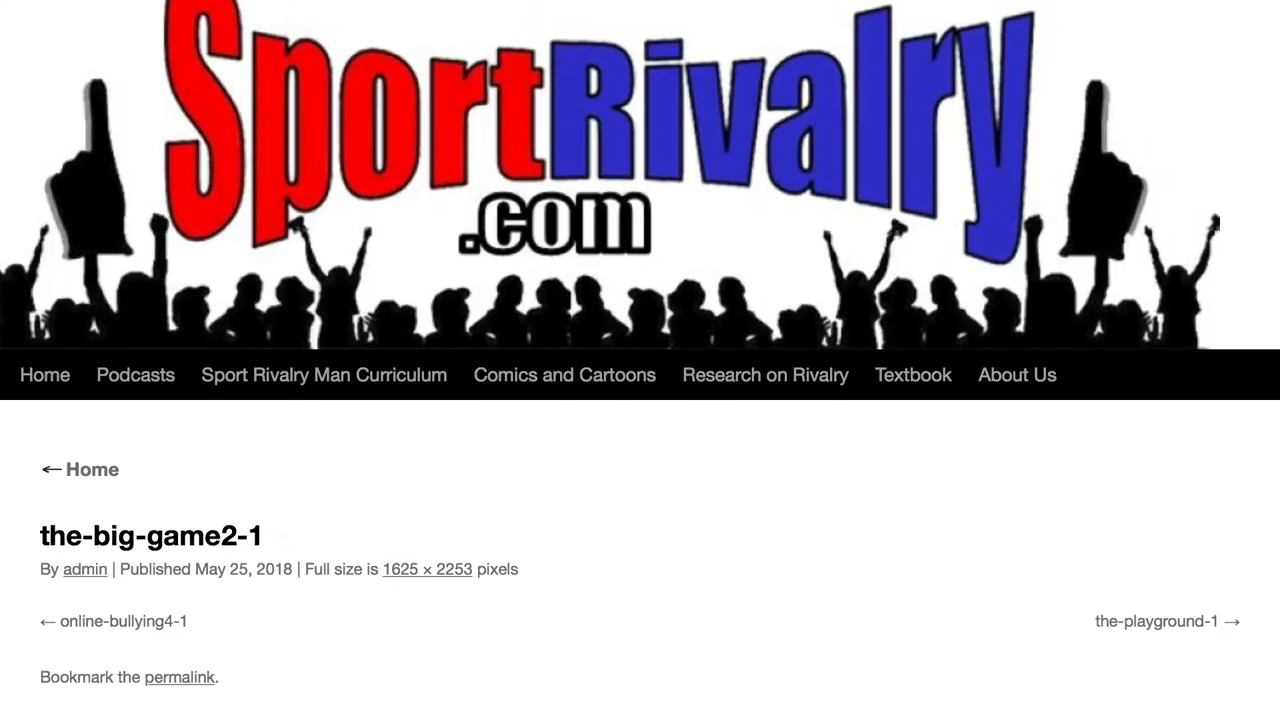 SportRivalry
.com
Home Podcasts Sport Rivalry Man Curriculum Comics and Cartoons Research on Rivalry Textbook About Us
← Home
the-big-game2-1
By admin | Published May 25, 2018 | Full size is 1625 × 2253 pixels
← online-bullying4-1 the-playground-1 →
Bookmark the permalink.